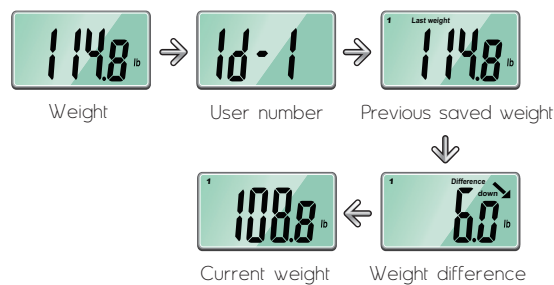 114.8 lb
Weight
Id-1
User number
1 Last weight
114.8 lb
Previous saved weight
1 Difference
down
6.0 lb
Weight difference
1
108.8 lb
Current weight